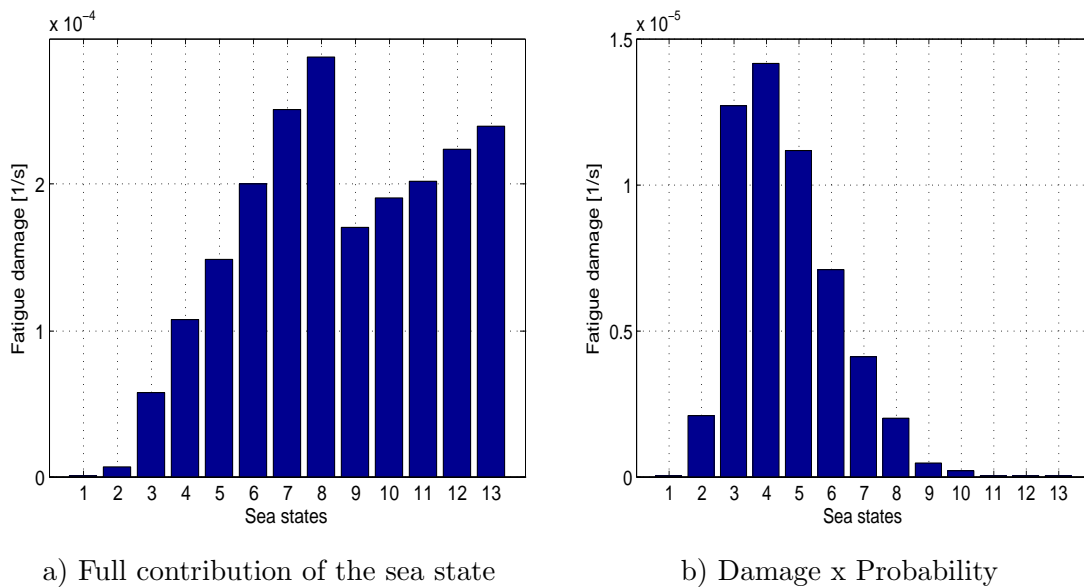 x 10⁻⁴
Fatigue damage [1/s]
2
1
0
1 2 3 4 5 6 7 8 9 10 11 12 13
Sea states
a) Full contribution of the sea state
x 10⁻⁵
Fatigue damage [1/s]
1.5
1
0.5
0
1 2 3 4 5 6 7 8 9 10 11 12 13
Sea states
b) Damage x Probability